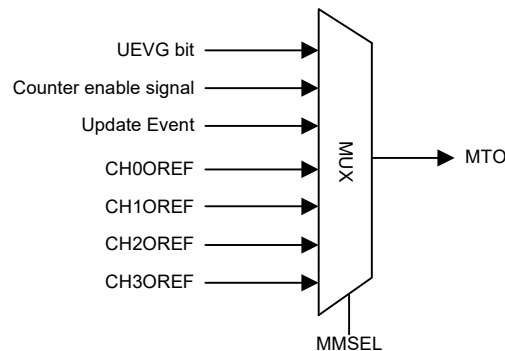 UEVG bit
Counter enable signal
Update Event
CH0OREF
CH1OREF
CH2OREF
CH3OREF
MUX
MTO
MMSEL